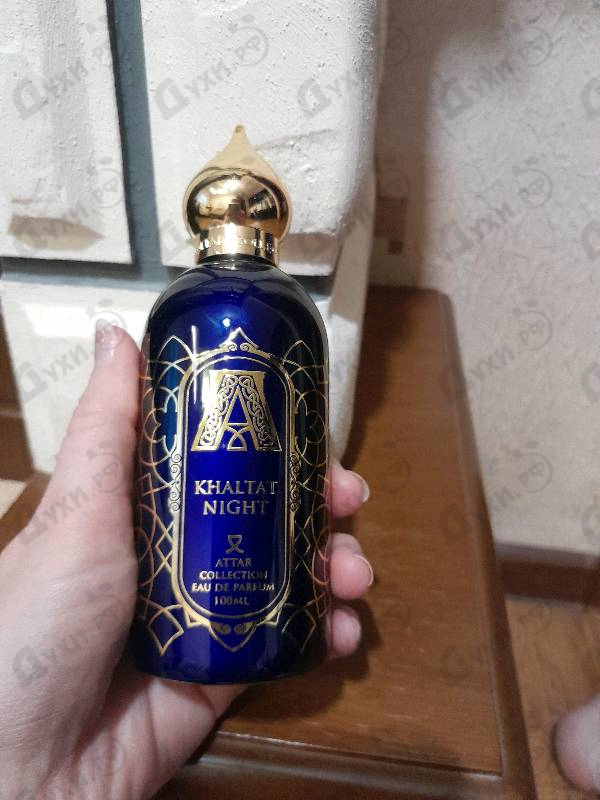 A
KHALTAT
NIGHT
ATTAR
COLLECTION
EAU DE PARFUM
100ML
Духи.рф